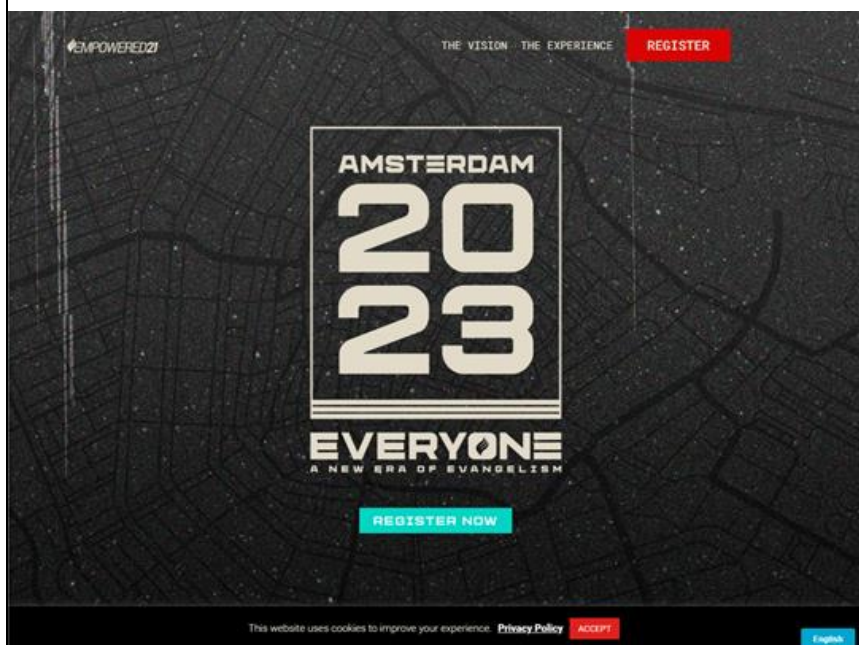 EMPOWERED21
THE VISION THE EXPERIENCE REGISTER
AMSTERDAM
20
23
EVERYONE
A NEW ERA OF EVANGELISM
REGISTER NOW
This website uses cookies to improve your experience. Privacy Policy ACCEPT
English